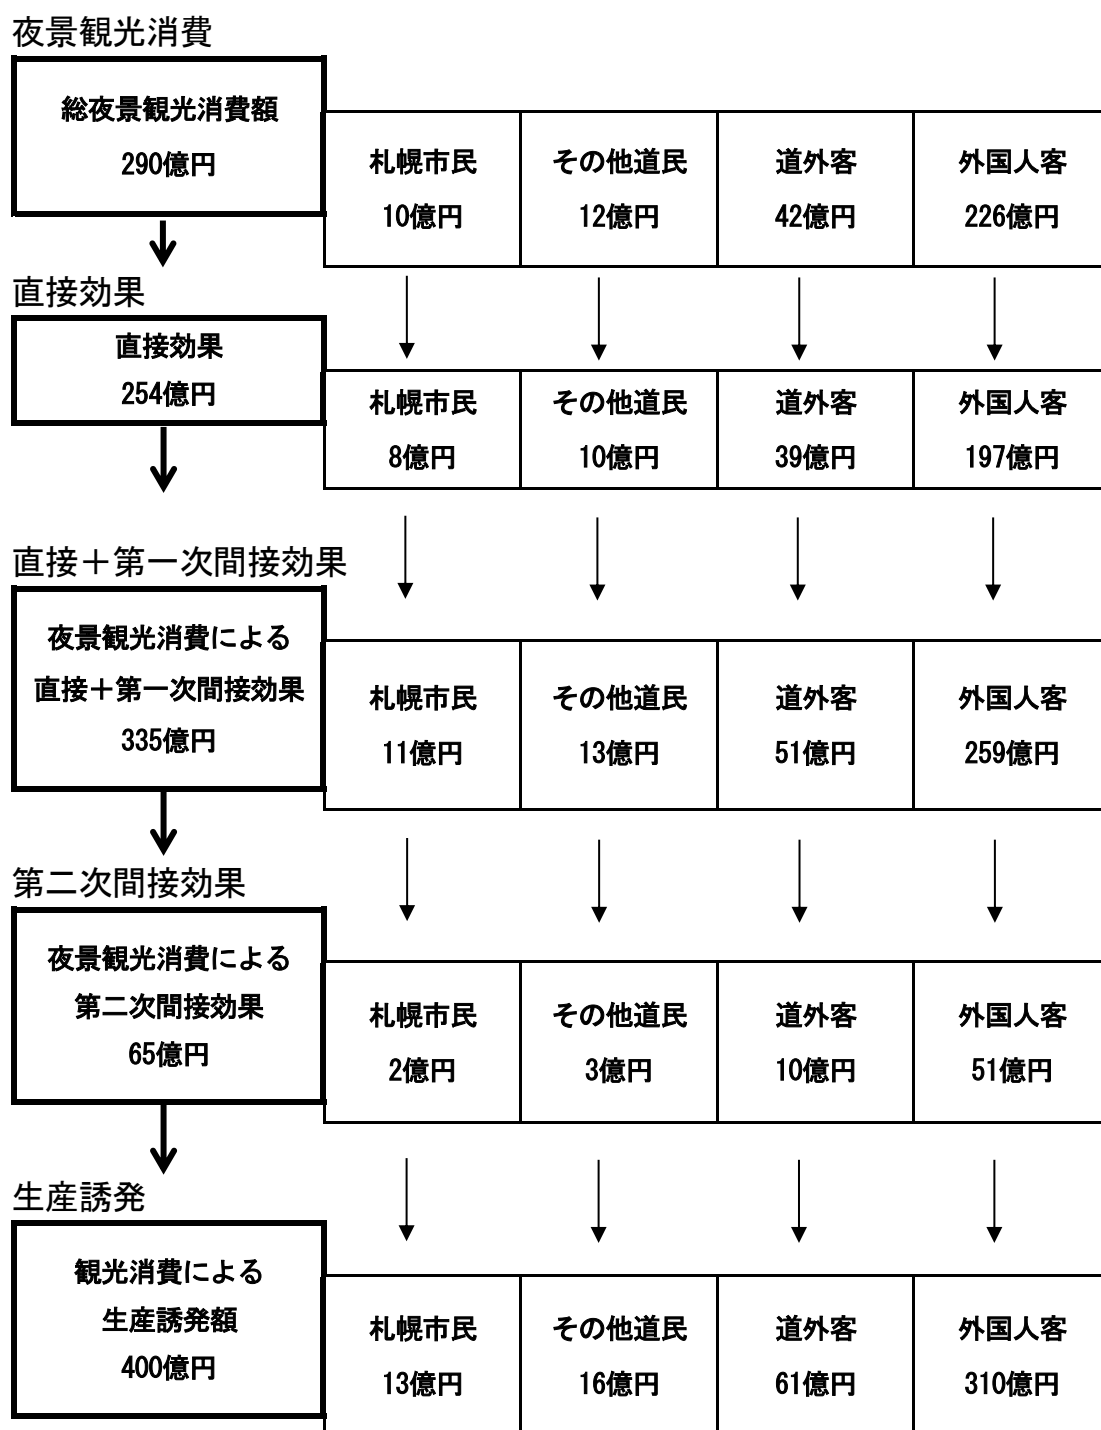 夜景観光消費
総夜景観光消費額
290億円
札幌市民
10億円
その他道民
12億円
道外客
42億円
外国人客
226億円
直接効果
直接効果
254億円
札幌市民
8億円
その他道民
10億円
道外客
39億円
外国人客
197億円
直接＋第一次間接効果
夜景観光消費による
直接＋第一次間接効果
335億円
札幌市民
11億円
その他道民
13億円
道外客
51億円
外国人客
259億円
第二次間接効果
夜景観光消費による
第二次間接効果
65億円
札幌市民
2億円
その他道民
3億円
道外客
10億円
外国人客
51億円
生産誘発
観光消費による
生産誘発額
400億円
札幌市民
13億円
その他道民
16億円
道外客
61億円
外国人客
310億円